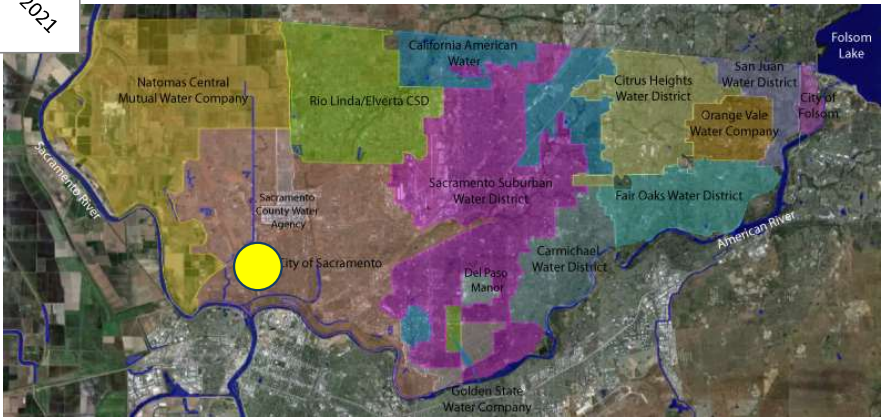 2021
Folsom
Lake
California American
Water
Natomas Central
Mutual Water Company
Rio Linda/Elverta CSD
Citrus Heights
Water District
San Juan
Water District
City of
Folsom
Orange Vale
Water Company
Sacramento River
Sacramento Suburban
Water District
Fair Oaks Water District
Sacramento
County Water
Agency
American River
City of Sacramento
Carmichael
Water District
Del Paso
Manor
Golden State
Water Company